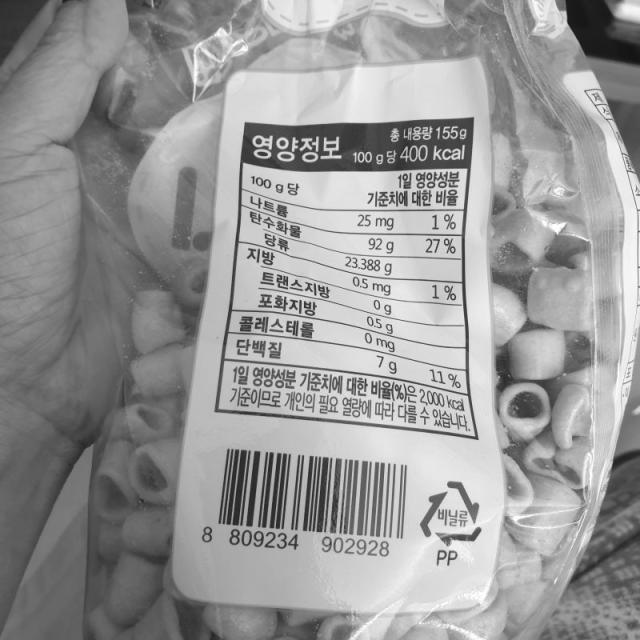 영양정보 총 내용량 155g
100 g 당 400 kcal
100 g 당 1일 영양성분
기준치에 대한 비율
나트륨 25 mg 1 %
탄수화물 92 g 27 %
당류 23.388 g
지방 0.5 mg 1 %
트랜스지방 0 g
포화지방 0.5 g
콜레스테롤 0 mg
단백질 7 g 11 %
1일 영양성분 기준치에 대한 비율(%)은 2,000 kcal
기준이므로 개인의 필요 열량에 따라 다를 수 있습니다.
비닐류
PP
8 809234 902928